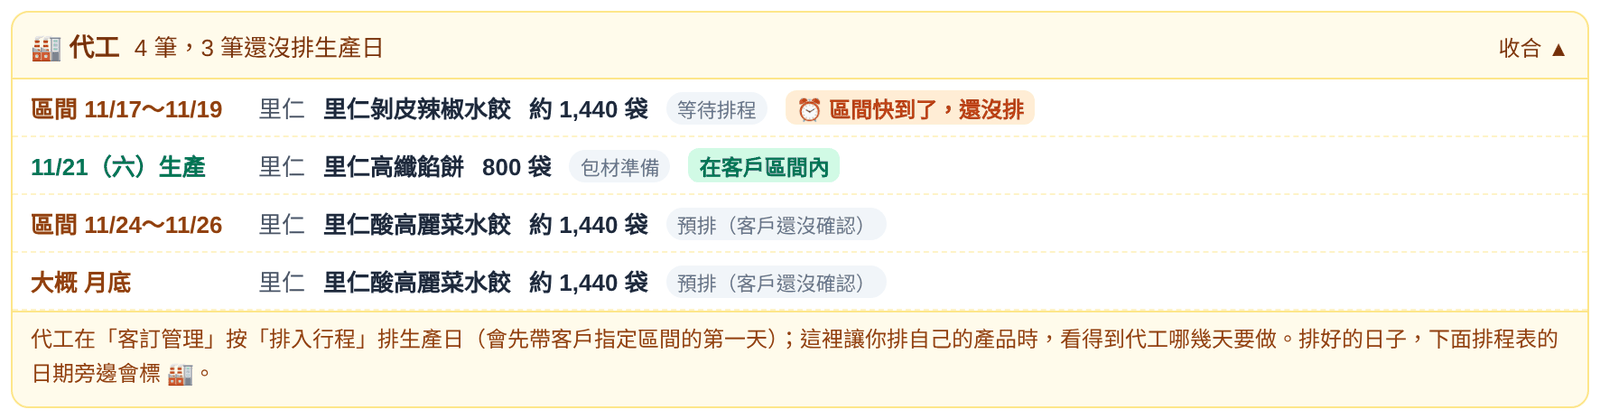 🏭 代工 4 筆，3 筆還沒排生產日 收合 ▲
區間 11/17～11/19 里仁 里仁剝皮辣椒水餃 約 1,440 袋 等待排程 ⏰ 區間快到了，還沒排
11/21（六）生產 里仁 里仁高纖餡餅 800 袋 包材準備 在客戶區間內
區間 11/24～11/26 里仁 里仁酸高麗菜水餃 約 1,440 袋 預排（客戶還沒確認）
大概 月底 里仁 里仁酸高麗菜水餃 約 1,440 袋 預排（客戶還沒確認）
代工在「客訂管理」按「排入行程」排生產日（會先帶客戶指定區間的第一天）；這裡讓你排自己的產品時，看得到代工哪幾天要做。排好的日子，下面排程表的
日期旁邊會標 🏭。